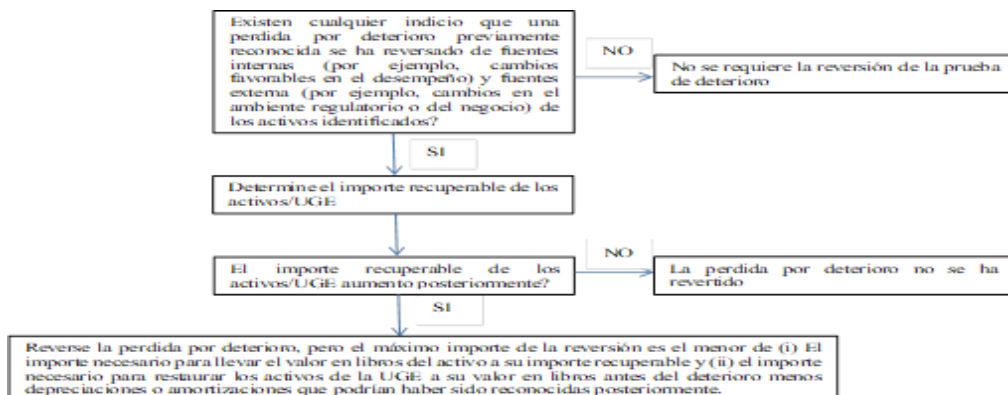 Existen cualquier indicio que una
perdida por deterioro previamente
reconocida se ha reversado de fuentes
internas (por ejemplo, cambios
favorables en el desempeño) y fuentes
externa (por ejemplo, cambios en el
ambiente regulatorio o del negocio) de
los activos identificados?
NO
No se requiere la reversión de la prueba
de deterioro
SI
Determine el importe recuperable de los
activos/UGE
El importe recuperable de los
activos/UGE aumento posteriormente?
NO
La perdida por deterioro no se ha
revertido
SI
Reverse la perdida por deterioro, pero el máximo importe de la reversión es el menor de (i) El
importe necesario para llevar el valor en libros del activo a su importe recuperable y (ii) el importe
necesario para restaurar los activos de la UGE a su valor en libros antes del deterioro menos
depreciaciones o amortizaciones que podrían haber sido reconocidas posteriormente.